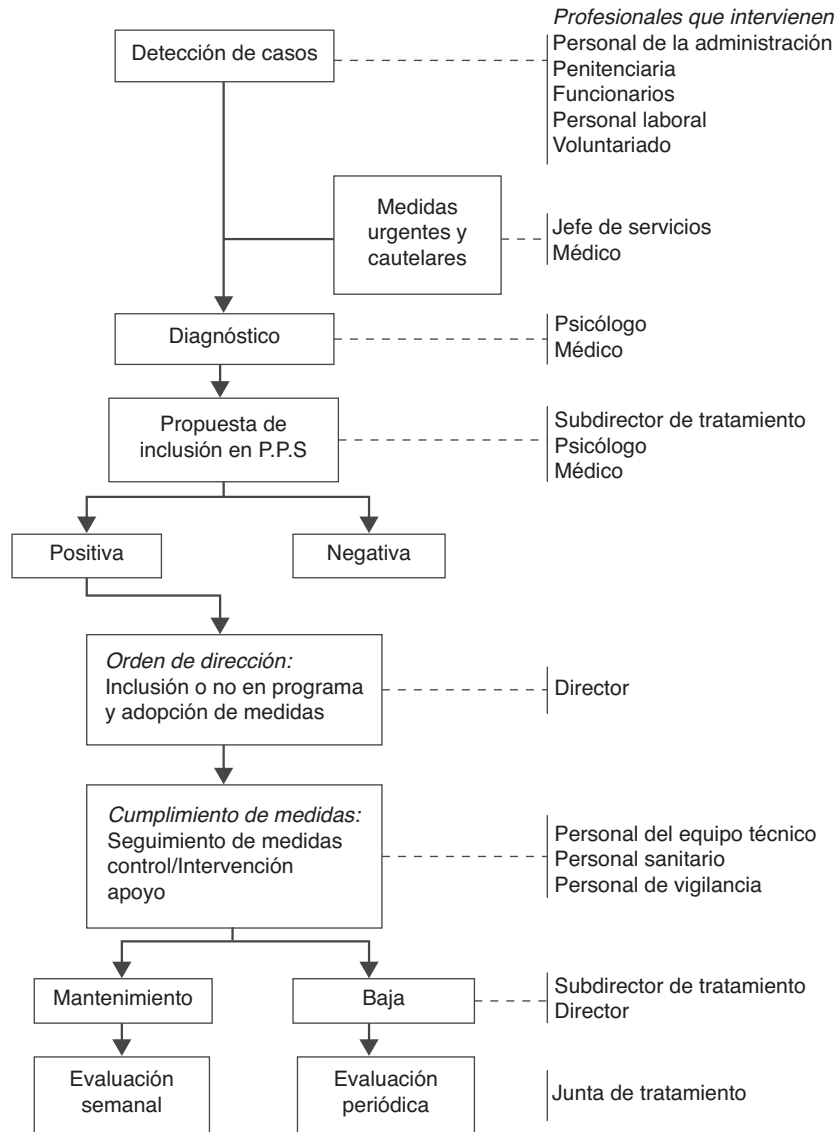 Profesionales que intervienen
Detección de casos
Personal de la administración
Penitenciaria
Funcionarios
Personal laboral
Voluntariado
Medidas
urgentes y
cautelares
Jefe de servicios
Médico
Diagnóstico
Psicólogo
Médico
Propuesta de
inclusión en P.P.S
Subdirector de tratamiento
Psicólogo
Médico
Positiva
Negativa
Orden de dirección:
Inclusión o no en programa
y adopción de medidas
Director
Cumplimiento de medidas:
Seguimiento de medidas
control/Intervención
apoyo
Personal del equipo técnico
Personal sanitario
Personal de vigilancia
Mantenimiento
Baja
Subdirector de tratamiento
Director
Evaluación
semanal
Evaluación
periódica
Junta de tratamiento